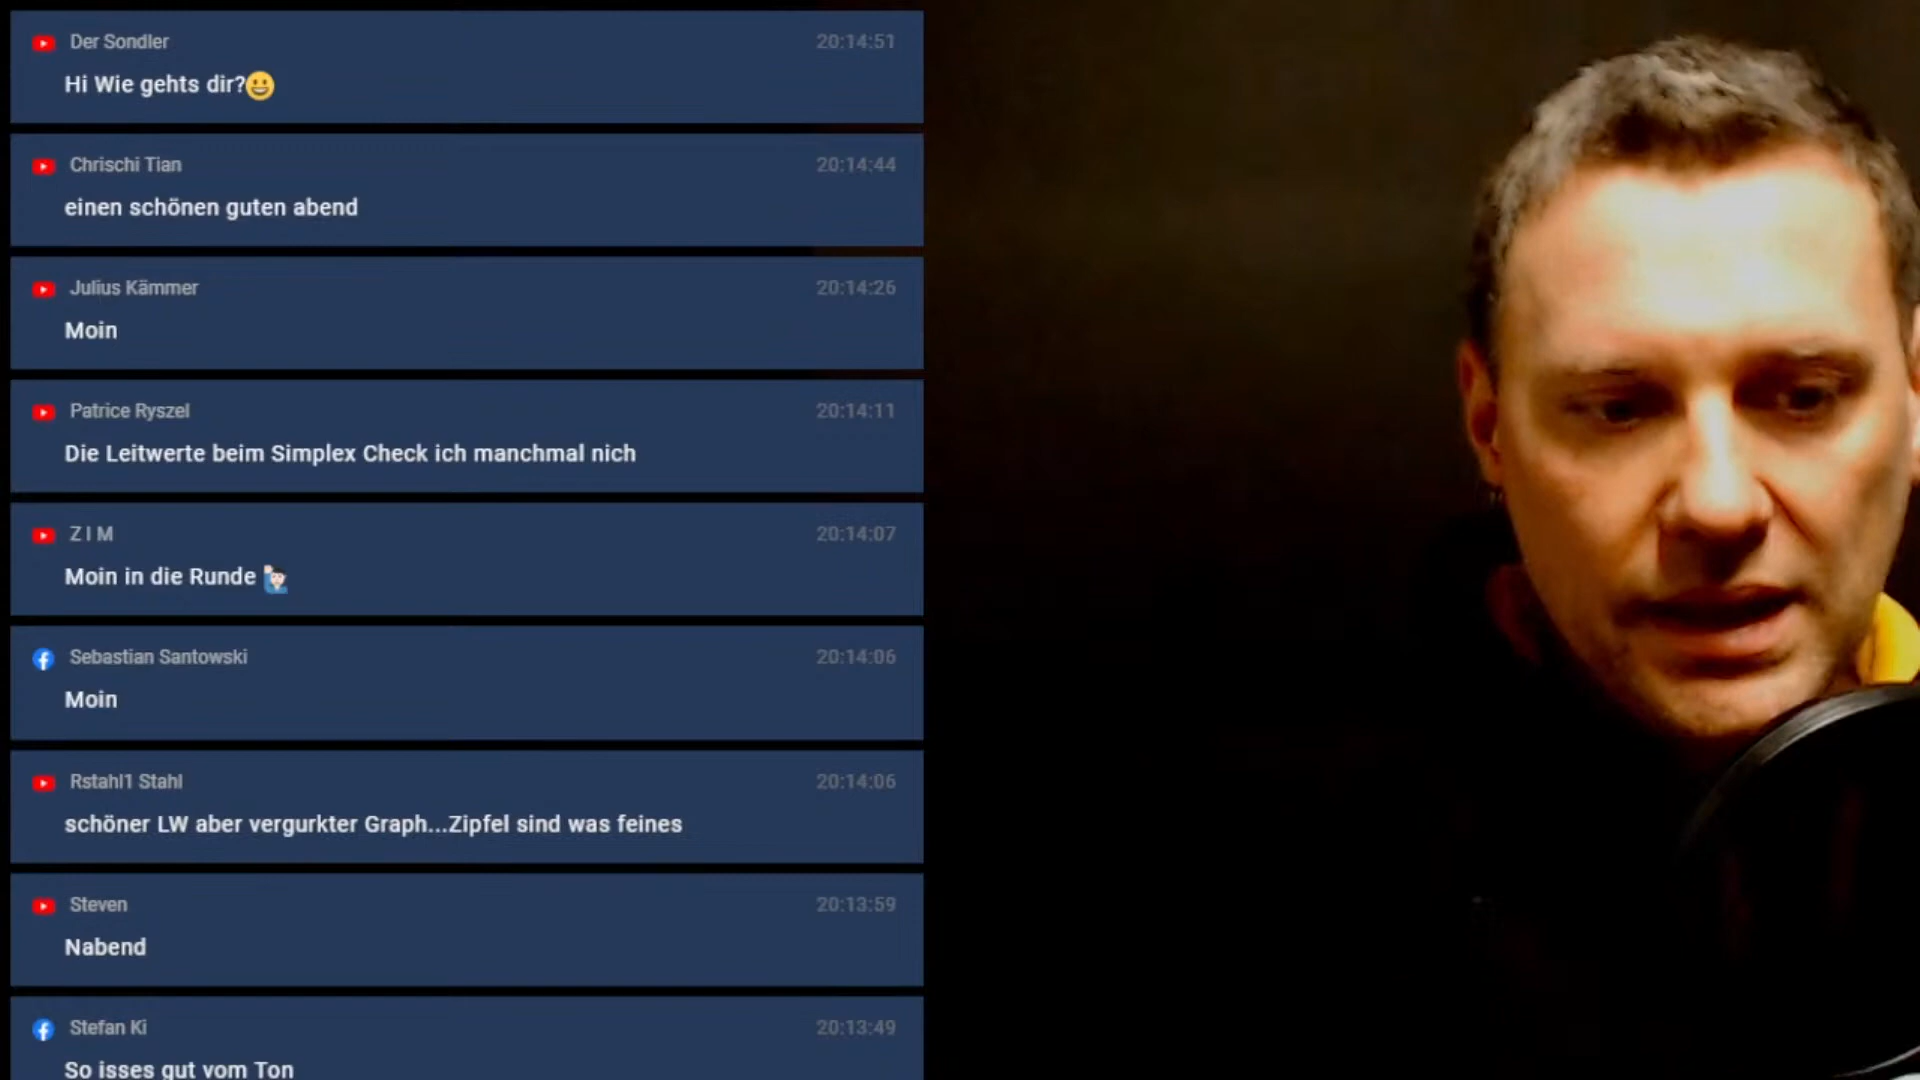 Der Sondler 20:14:51
Hi Wie gehts dir?😀
Chrischi Tian 20:14:44
einen schönen guten abend
Julius Kämmer 20:14:26
Moin
Patrice Ryszel 20:14:11
Die Leitwerte beim Simplex Check ich manchmal nich
Z I M 20:14:07
Moin in die Runde 🙋🏻‍♂️
Sebastian Santowski 20:14:06
Moin
Rstahl1 Stahl 20:14:06
schöner LW aber vergurkter Graph...Zipfel sind was feines
Steven 20:13:59
Nabend
Stefan Ki 20:13:49
So isses gut vom Ton